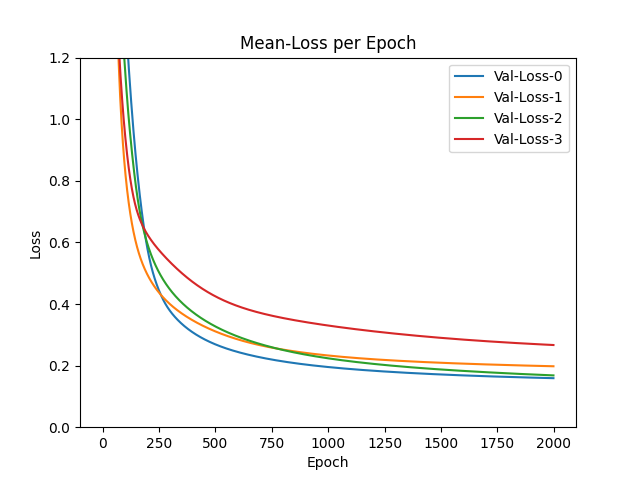 Mean-Loss per Epoch
Val-Loss-0
Val-Loss-1
Val-Loss-2
Val-Loss-3
Loss
1.2
1.0
0.8
0.6
0.4
0.2
0.0
0 250 500 750 1000 1250 1500 1750 2000
Epoch